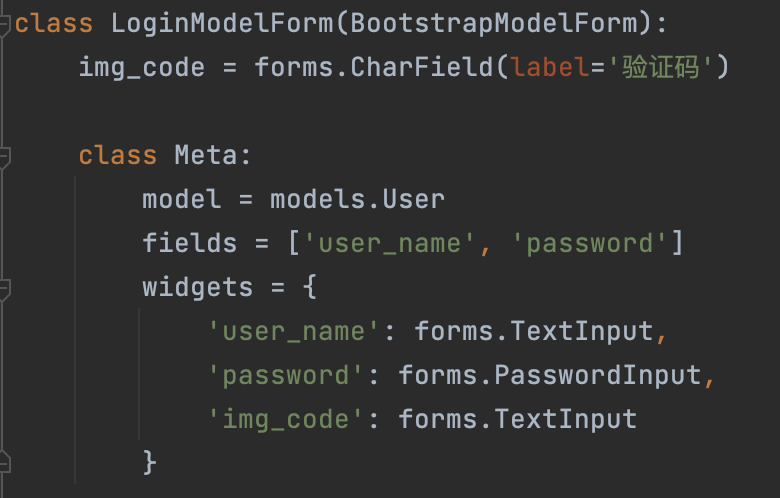 class LoginModelForm(BootstrapModelForm):
    img_code = forms.CharField(label='验证码')
    class Meta:
        model = models.User
        fields = ['user_name', 'password']
        widgets = {
            'user_name': forms.TextInput,
            'password': forms.PasswordInput,
            'img_code': forms.TextInput
        }